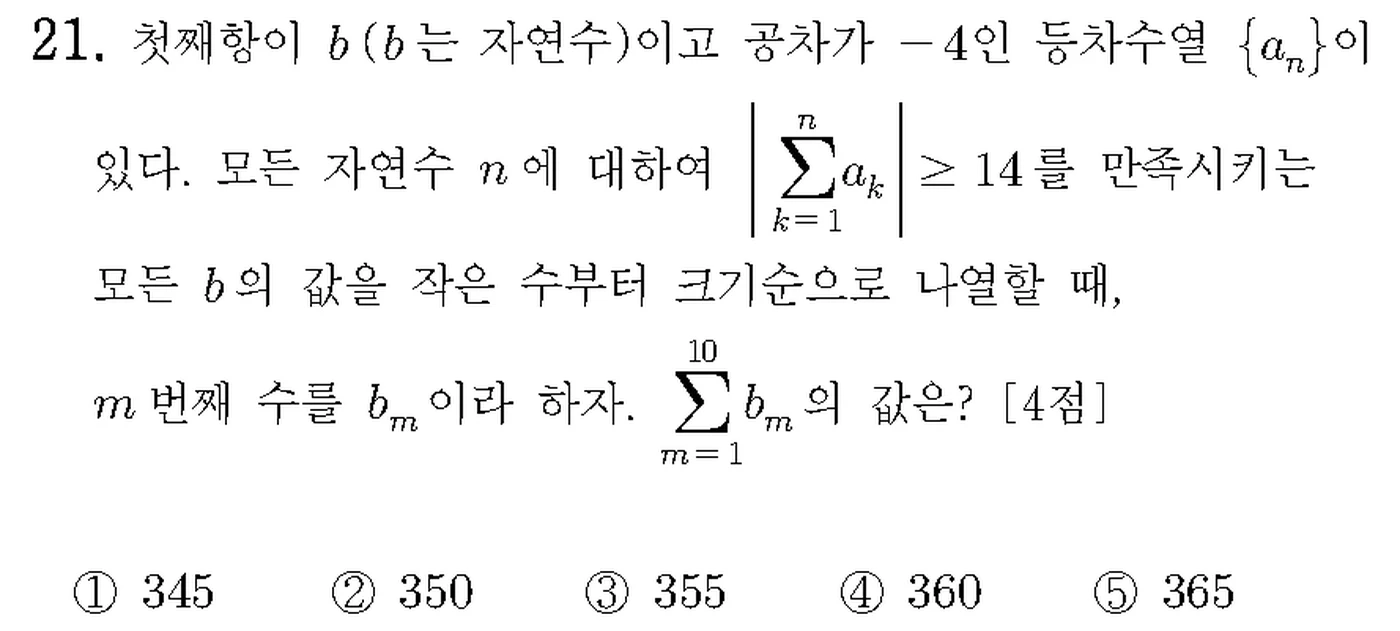 21. 첫째항이 b (b는 자연수)이고 공차가 −4인 등차수열 {aₙ}이
있다. 모든 자연수 n에 대하여 |∑_{k=1}^{n} a_k| ≥ 14를 만족시키는
모든 b의 값을 작은 수부터 크기순으로 나열할 때,
m번째 수를 b_m이라 하자. ∑_{m=1}^{10} b_m의 값은? [4점]
① 345 ② 350 ③ 355 ④ 360 ⑤ 365